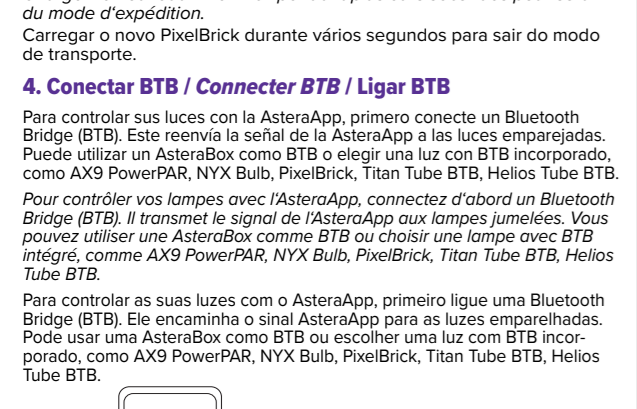 du mode d'expédition.
Carregar o novo PixelBrick durante vários segundos para sair do modo
de transporte.
4. Conectar BTB / Connecter BTB / Ligar BTB
Para controlar sus luces con la AsteraApp, primero conecte un Bluetooth
Bridge (BTB). Este reenvía la señal de la AsteraApp a las luces emparejadas.
Puede utilizar un AsteraBox como BTB o elegir una luz con BTB incorporado,
como AX9 PowerPAR, NYX Bulb, PixelBrick, Titan Tube BTB, Helios Tube BTB.
Pour contrôler vos lampes avec l'AsteraApp, connectez d'abord un Bluetooth
Bridge (BTB). Il transmet le signal de l'AsteraApp aux lampes jumelées. Vous
pouvez utiliser une AsteraBox comme BTB ou choisir une lampe avec BTB
intégré, comme AX9 PowerPAR, NYX Bulb, PixelBrick, Titan Tube BTB, Helios
Tube BTB.
Para controlar as suas luzes com o AsteraApp, primeiro ligue uma Bluetooth
Bridge (BTB). Ele encaminha o sinal AsteraApp para as luzes emparelhadas.
Pode usar uma AsteraBox como BTB ou escolher uma luz com BTB incor-
porado, como AX9 PowerPAR, NYX Bulb, PixelBrick, Titan Tube BTB, Helios
Tube BTB.